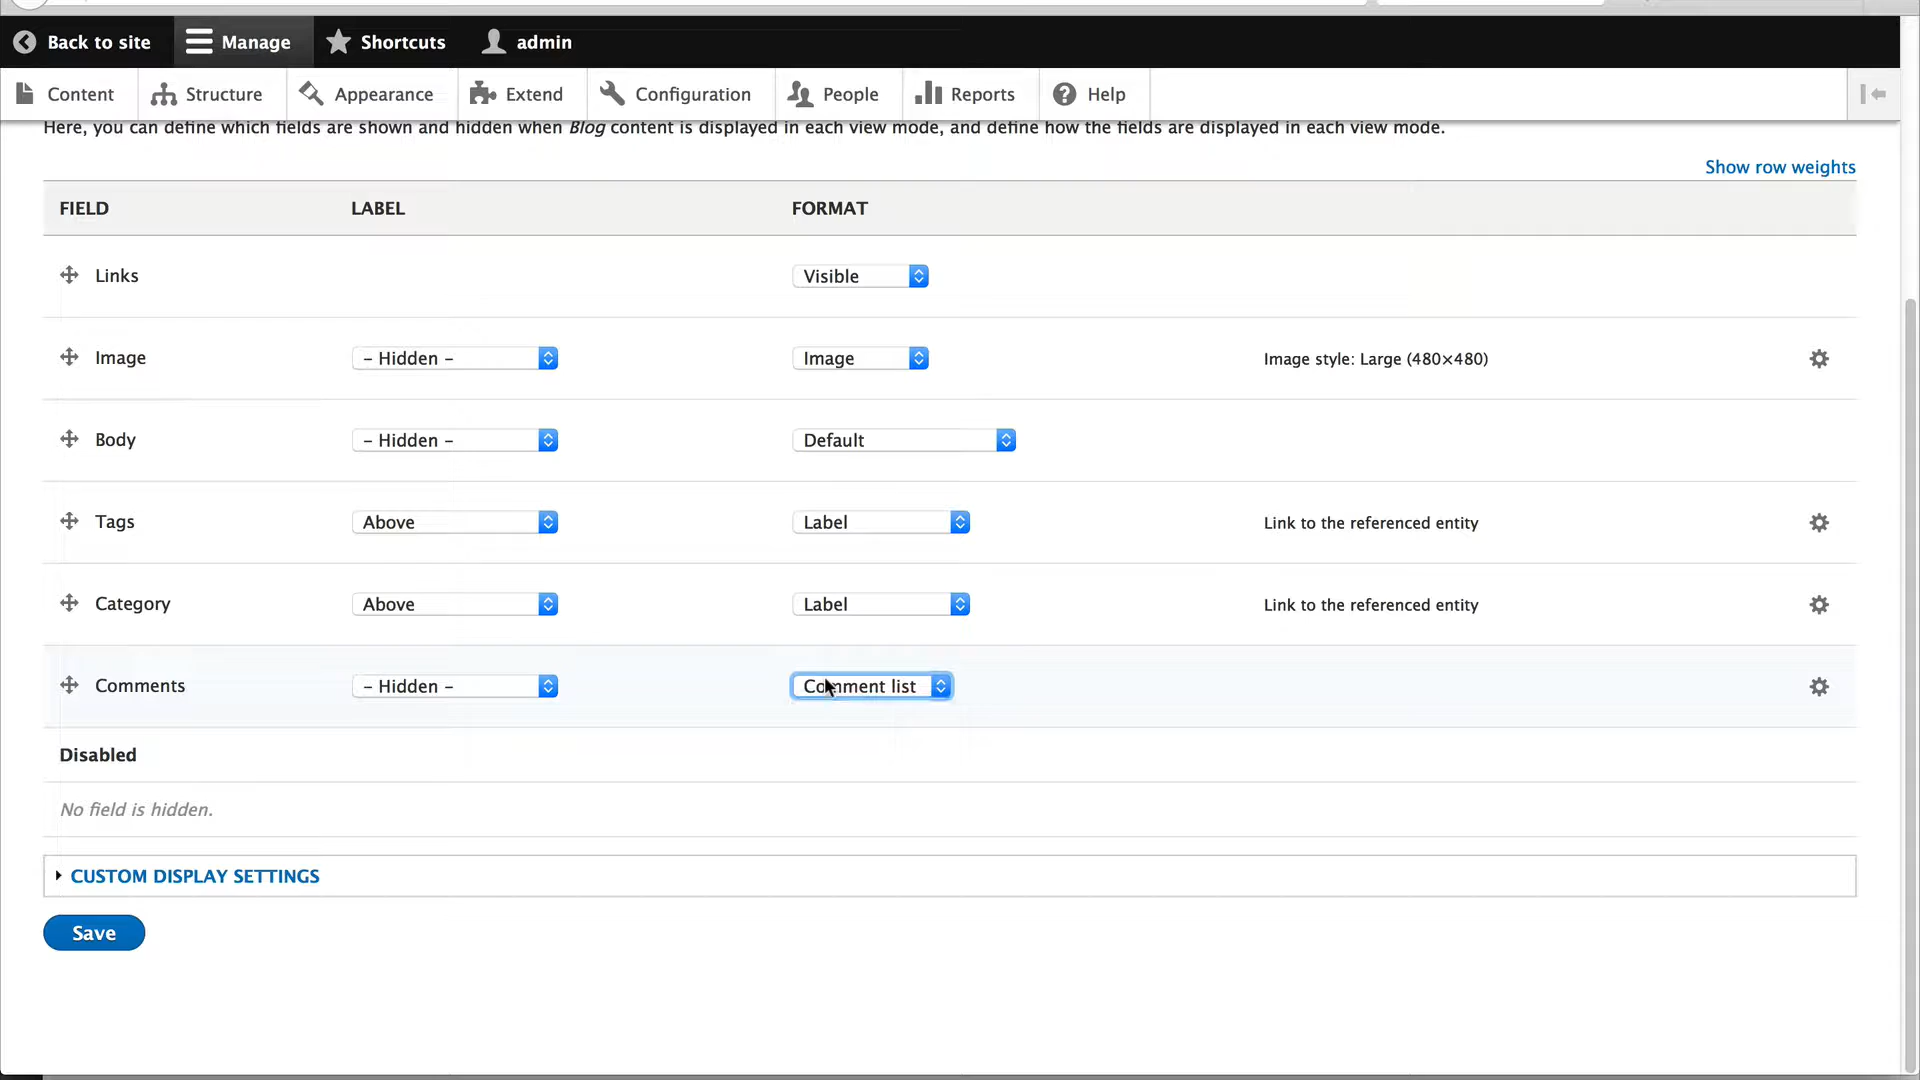 Back to site Manage Shortcuts admin
Content Structure Appearance Extend Configuration People Reports Help
Here, you can define which fields are shown and hidden when Blog content is displayed in each view mode, and define how the fields are displayed in each view mode.
Show row weights
FIELD LABEL FORMAT
Links Visible
Image – Hidden – Image Image style: Large (480×480)
Body – Hidden – Default
Tags Above Label Link to the referenced entity
Category Above Label Link to the referenced entity
Comments – Hidden – Comment list
Disabled
No field is hidden.
CUSTOM DISPLAY SETTINGS
Save